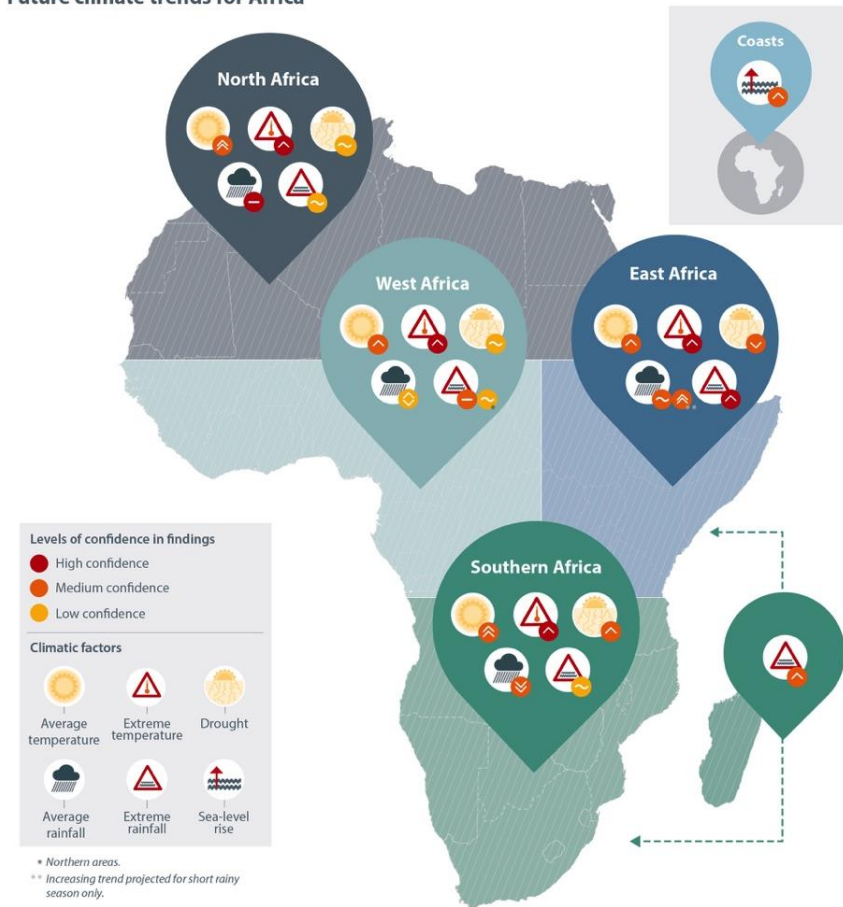 Future climate trends for Africa
Coasts
North Africa
West Africa
East Africa
Southern Africa
Levels of confidence in findings
High confidence
Medium confidence
Low confidence
Climatic factors
Average
temperature
Extreme
temperature
Drought
Average
rainfall
Extreme
rainfall
Sea-level
rise
* Northern areas.
** Increasing trend projected for short rainy
season only.